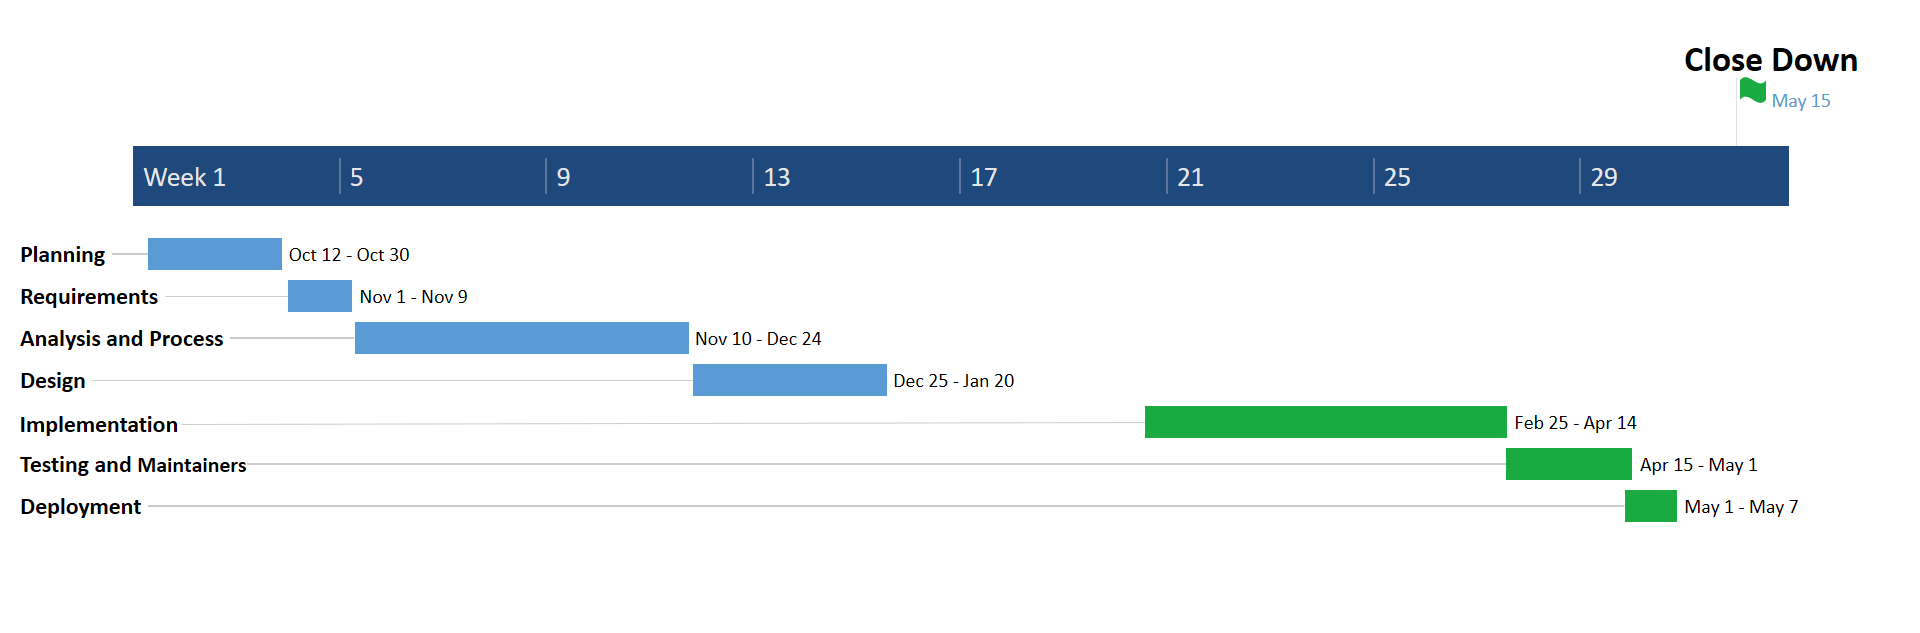 Close Down
May 15
Week 1 5 9 13 17 21 25 29
Planning Oct 12 - Oct 30
Requirements Nov 1 - Nov 9
Analysis and Process Nov 10 - Dec 24
Design Dec 25 - Jan 20
Implementation Feb 25 - Apr 14
Testing and Maintainers Apr 15 - May 1
Deployment May 1 - May 7